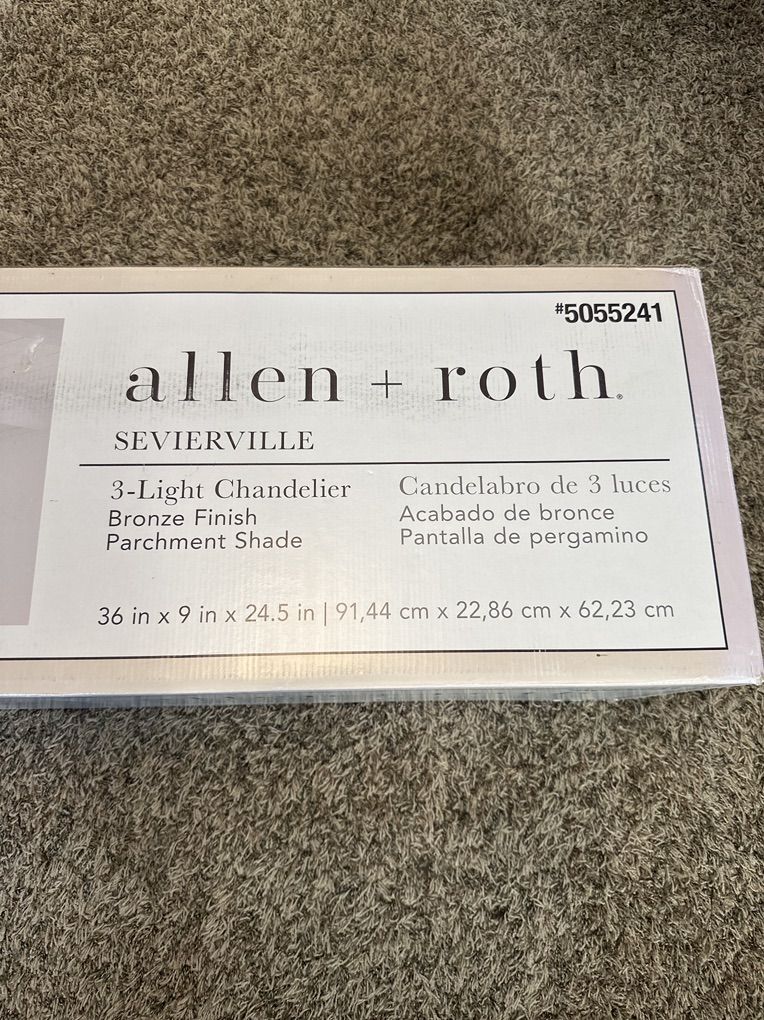 #5055241
allen + roth®
SEVIERVILLE
3-Light Chandelier
Bronze Finish
Parchment Shade
Candelabro de 3 luces
Acabado de bronce
Pantalla de pergamino
36 in x 9 in x 24.5 in | 91,44 cm x 22,86 cm x 62,23 cm